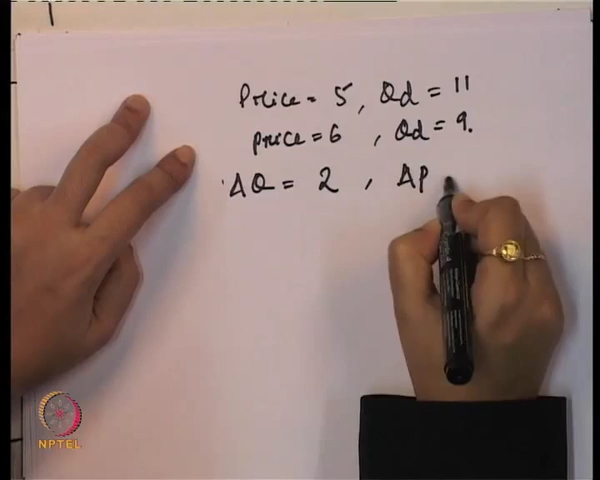 Price = 5, Qd = 11
price = 6, Qd = 9.
ΔQ = 2, ΔP
NPTEL